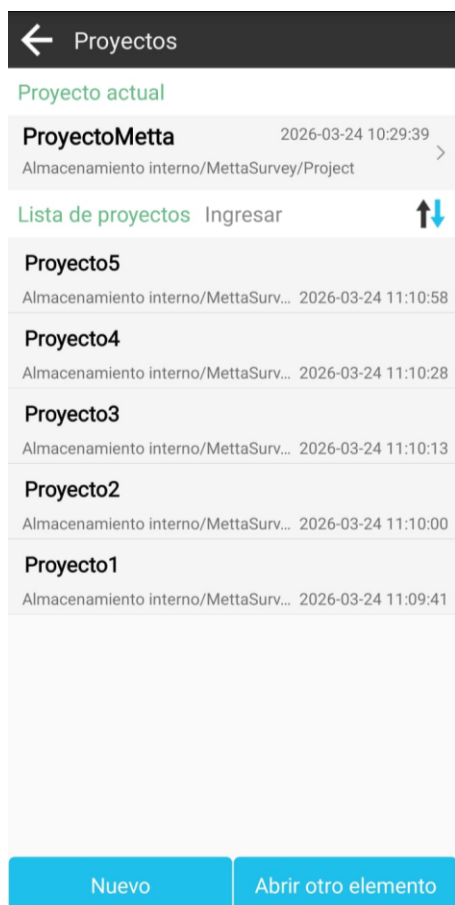 Proyectos
Proyecto actual
ProyectoMetta 2026-03-24 10:29:39
Almacenamiento interno/MettaSurvey/Project
Lista de proyectos Ingresar
Proyecto5
Almacenamiento interno/MettaSurv... 2026-03-24 11:10:58
Proyecto4
Almacenamiento interno/MettaSurv... 2026-03-24 11:10:28
Proyecto3
Almacenamiento interno/MettaSurv... 2026-03-24 11:10:13
Proyecto2
Almacenamiento interno/MettaSurv... 2026-03-24 11:10:00
Proyecto1
Almacenamiento interno/MettaSurv... 2026-03-24 11:09:41
Nuevo Abrir otro elemento